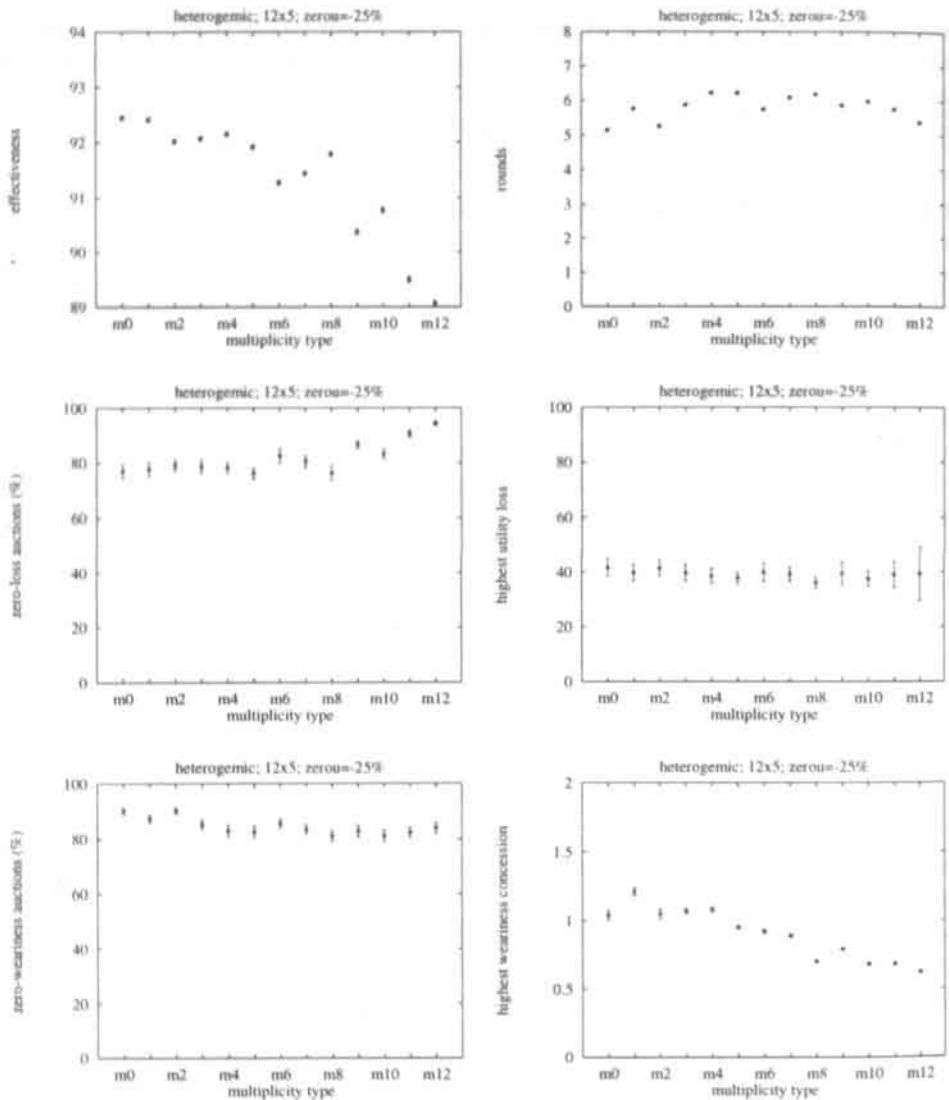 heterogemic; 12x5; zerou=-25%
94
93
92
91
90
89
effectiveness
m0 m2 m4 m6 m8 m10 m12
multiplicity type
heterogemic; 12x5; zerou=-25%
8
7
6
5
4
3
2
1
0
rounds
m0 m2 m4 m6 m8 m10 m12
multiplicity type
heterogemic; 12x5; zerou=-25%
100
80
60
40
20
0
zero-loss auctions (%)
m0 m2 m4 m6 m8 m10 m12
multiplicity type
heterogemic; 12x5; zerou=-25%
100
80
60
40
20
0
highest utility loss
m0 m2 m4 m6 m8 m10 m12
multiplicity type
heterogemic; 12x5; zerou=-25%
100
80
60
40
20
0
zero-weariness auctions (%)
m0 m2 m4 m6 m8 m10 m12
multiplicity type
heterogemic; 12x5; zerou=-25%
2
1.5
1
0.5
0
highest weariness concession
m0 m2 m4 m6 m8 m10 m12
multiplicity type